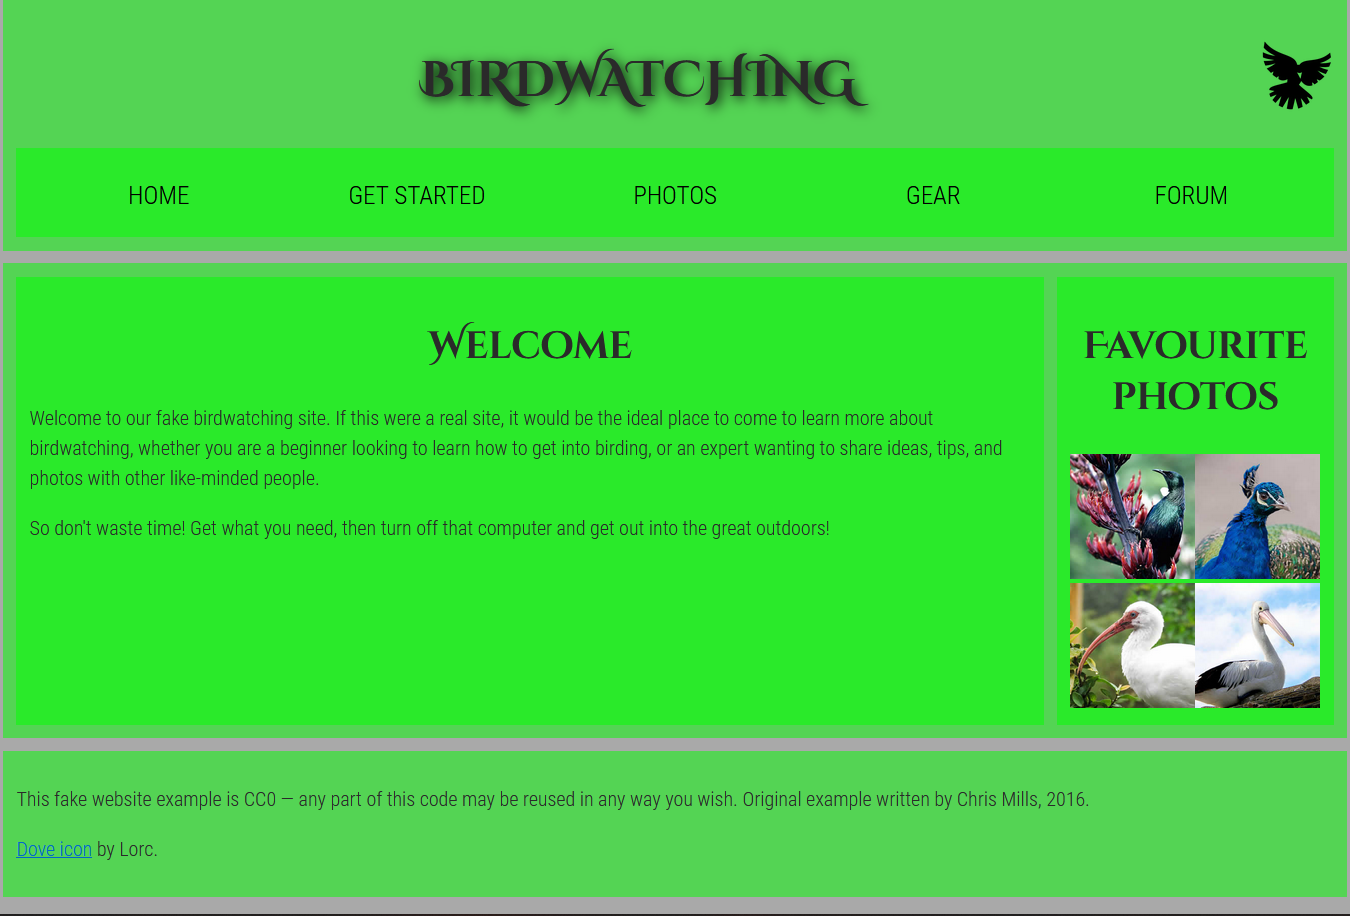 BIRDWATCHING
HOME GET STARTED PHOTOS GEAR FORUM
Welcome
Welcome to our fake birdwatching site. If this were a real site, it would be the ideal place to come to learn more about
birdwatching, whether you are a beginner looking to learn how to get into birding, or an expert wanting to share ideas, tips, and
photos with other like-minded people.
So don't waste time! Get what you need, then turn off that computer and get out into the great outdoors!
Favourite
photos
This fake website example is CC0 — any part of this code may be reused in any way you wish. Original example written by Chris Mills, 2016.
Dove icon by Lorc.